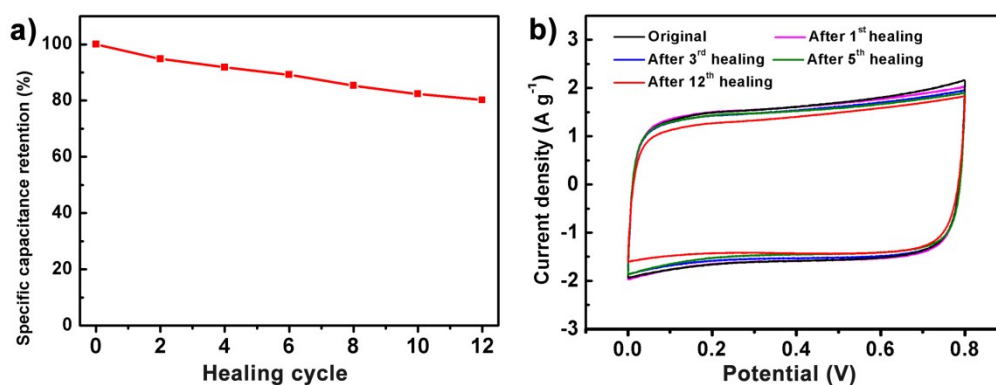 a)
Specific capacitance retention (%)
100
80
60
40
20
0
0 2 4 6 8 10 12
Healing cycle
b)
Original
After 1st healing
After 3rd healing
After 5th healing
After 12th healing
Current density (A g-1)
3
2
1
0
-1
-2
-3
0.0 0.2 0.4 0.6 0.8
Potential (V)